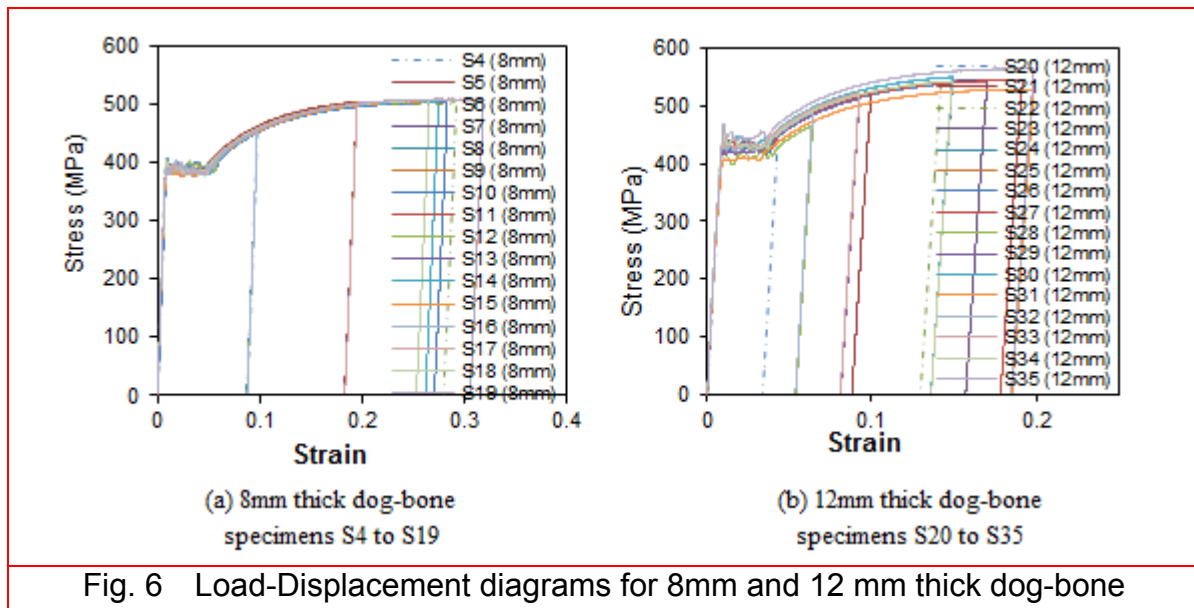 600
500
400
300
200
100
0
Stress (MPa)
0
0.1
0.2
0.3
0.4
Strain
S4 (8mm)
S5 (8mm)
S6 (8mm)
S7 (8mm)
S8 (8mm)
S9 (8mm)
S10 (8mm)
S11 (8mm)
S12 (8mm)
S13 (8mm)
S14 (8mm)
S15 (8mm)
S16 (8mm)
S17 (8mm)
S18 (8mm)
S19 (8mm)
(a) 8mm thick dog-bone
specimens S4 to S19
600
500
400
300
200
100
0
Stress (MPa)
0
0.1
0.2
Strain
S20 (12mm)
S21 (12mm)
S22 (12mm)
S23 (12mm)
S24 (12mm)
S25 (12mm)
S26 (12mm)
S27 (12mm)
S28 (12mm)
S29 (12mm)
S30 (12mm)
S31 (12mm)
S32 (12mm)
S33 (12mm)
S34 (12mm)
S35 (12mm)
(b) 12mm thick dog-bone
specimens S20 to S35
Fig. 6 Load-Displacement diagrams for 8mm and 12 mm thick dog-bone